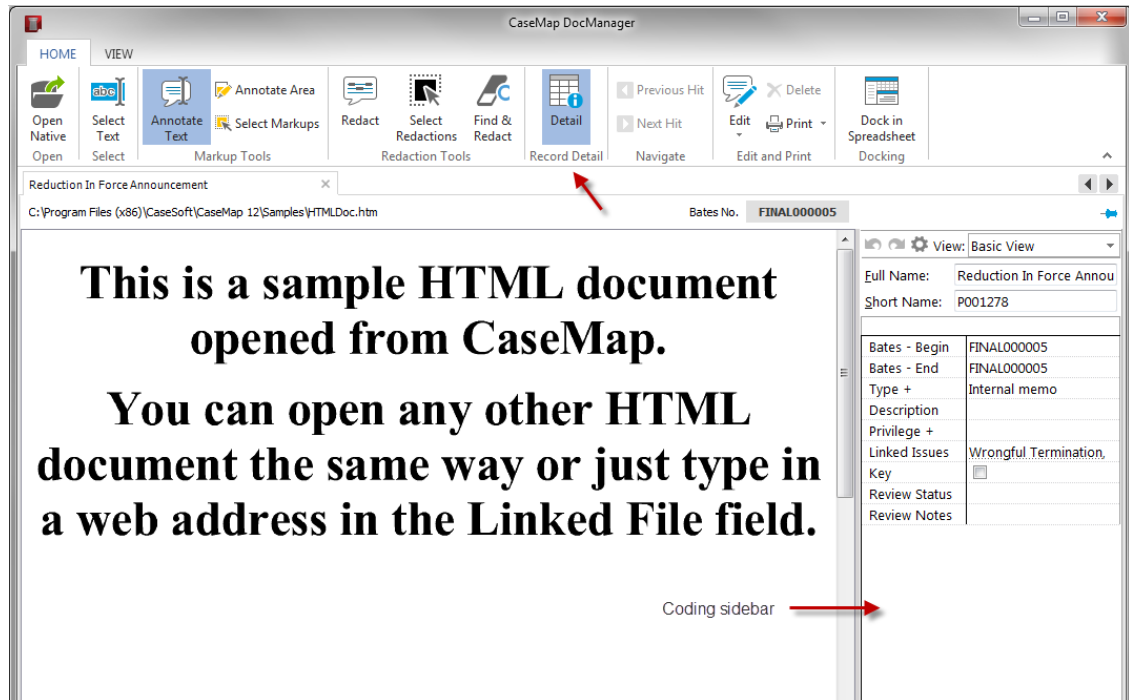 CaseMap DocManager
HOME VIEW
Open Native
Select Text
Annotate Text
Annotate Area
Select Markups
Redact
Select Redactions
Find & Redact
Detail
Previous Hit
Next Hit
Edit
Delete
Print
Dock in Spreadsheet
Open Select Markup Tools Redaction Tools Record Detail Navigate Edit and Print Docking
Reduction In Force Announcement
C:\Program Files (x86)\CaseSoft\CaseMap 12\Samples\HTMLDoc.htm Bates No. FINAL000005
This is a sample HTML document
opened from CaseMap.
You can open any other HTML
document the same way or just type in
a web address in the Linked File field.
Coding sidebar
View: Basic View
Full Name: Reduction In Force Annou
Short Name: P001278
Bates - Begin FINAL000005
Bates - End FINAL000005
Type + Internal memo
Description
Privilege +
Linked Issues Wrongful Termination,
Key
Review Status
Review Notes